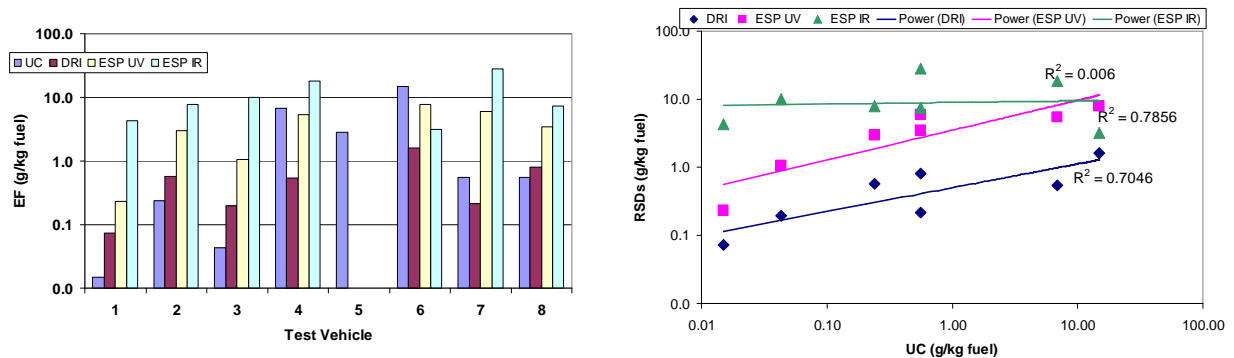 100.0
10.0
1.0
0.1
0.0
EF (g/kg fuel)
UC DRI ESP UV ESP IR
1 2 3 4 5 6 7 8
Test Vehicle
DRI ESP UV ESP IR Power (DRI) Power (ESP UV) Power (ESP IR)
100.0
10.0
1.0
0.1
0.0
RSDs (g/kg fuel)
R² = 0.006
R² = 0.7856
R² = 0.7046
0.01 0.10 1.00 10.00 100.00
UC (g/kg fuel)